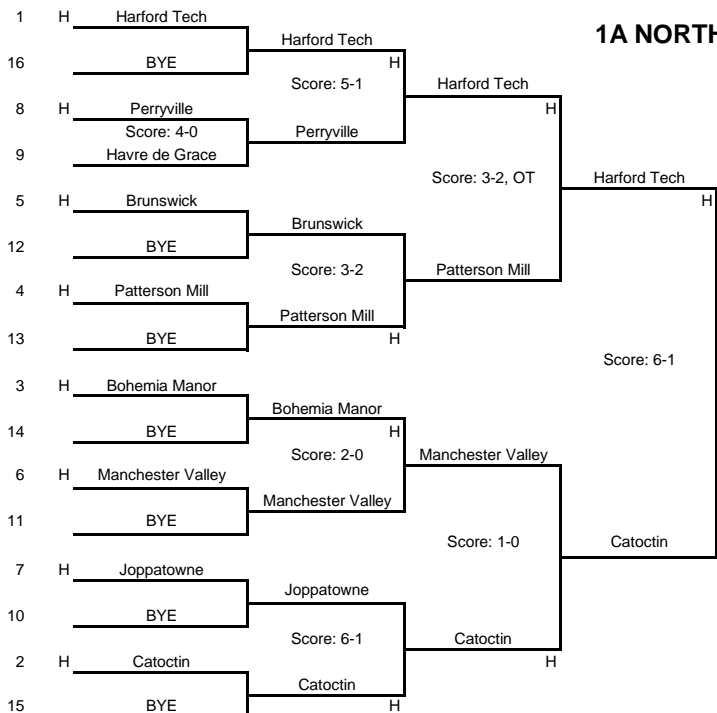 1 H Harford Tech
Harford Tech
1A NORTH
16 BYE
H
Score: 5-1
Harford Tech
8 H Perryville
H
Score: 4-0
Perryville
9 Havre de Grace
Score: 3-2, OT
Harford Tech
5 H Brunswick
H
Brunswick
12 BYE
Score: 3-2
Patterson Mill
4 H Patterson Mill
Patterson Mill
13 BYE
H
Score: 6-1
3 H Bohemia Manor
Bohemia Manor
14 BYE
H
Score: 2-0
Manchester Valley
6 H Manchester Valley
Manchester Valley
11 BYE
Score: 1-0
Catoctin
7 H Joppatowne
Joppatowne
10 BYE
Score: 6-1
Catoctin
2 H Catoctin
H
Catoctin
15 BYE
H